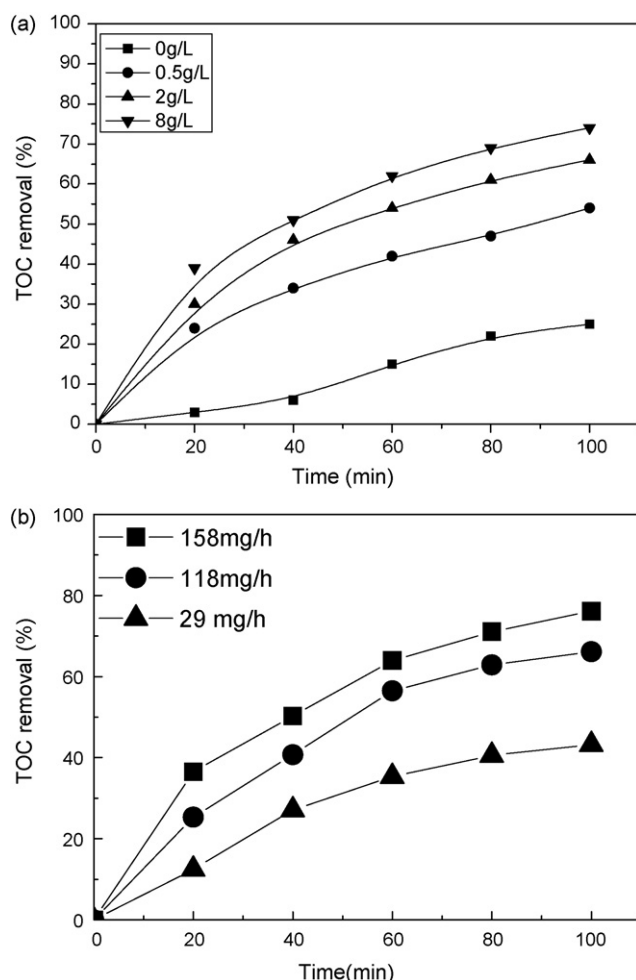 (a)
100
90
80
70
60
50
40
30
20
10
0
TOC removal (%)
0g/L
0.5g/L
2g/L
8g/L
0 20 40 60 80 100
Time (min)
(b)
100
80
60
40
20
0
TOC removal (%)
158mg/h
118mg/h
29 mg/h
0 20 40 60 80 100
Time(min)